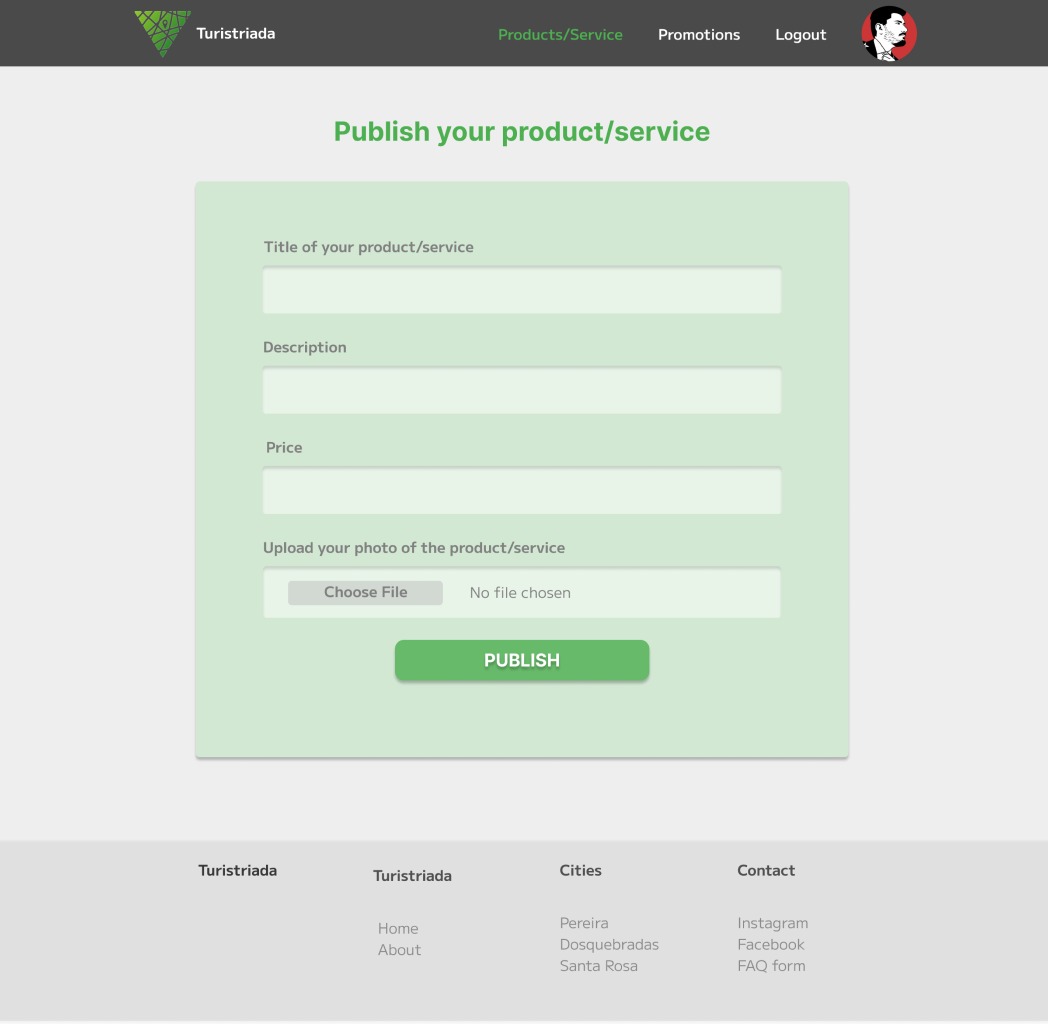 Turistriada
Products/Service
Promotions
Logout
Publish your product/service
Title of your product/service
Description
Price
Upload your photo of the product/service
Choose File
No file chosen
PUBLISH
Turistriada
Turistriada
Home
About
Cities
Pereira
Dosquebradas
Santa Rosa
Contact
Instagram
Facebook
FAQ form